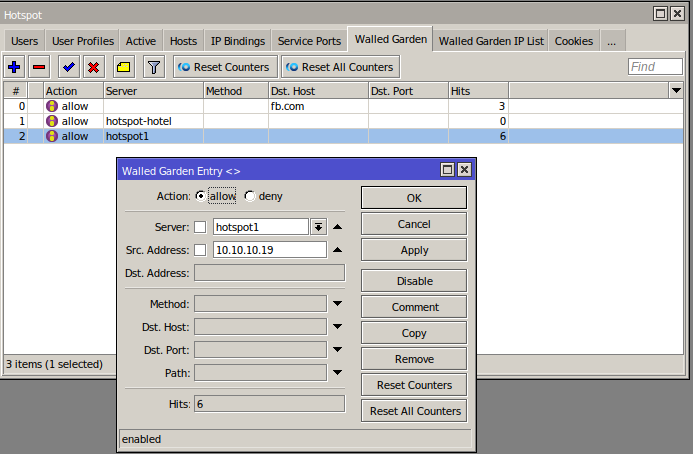 Hotspot
Users User Profiles Active Hosts IP Bindings Service Ports Walled Garden Walled Garden IP List Cookies ...
Reset Counters Reset All Counters Find
# Action Server Method Dst. Host Dst. Port Hits
0 allow fb.com 3
1 allow hotspot-hotel 0
2 allow hotspot1 6
Walled Garden Entry <>
Action: allow deny OK
Server: hotspot1 Cancel
Src. Address: 10.10.10.19 Apply
Dst. Address: Disable
Method: Comment
Dst. Host: Copy
Dst. Port: Remove
Path: Reset Counters
Hits: 6 Reset All Counters
3 items (1 selected)
enabled